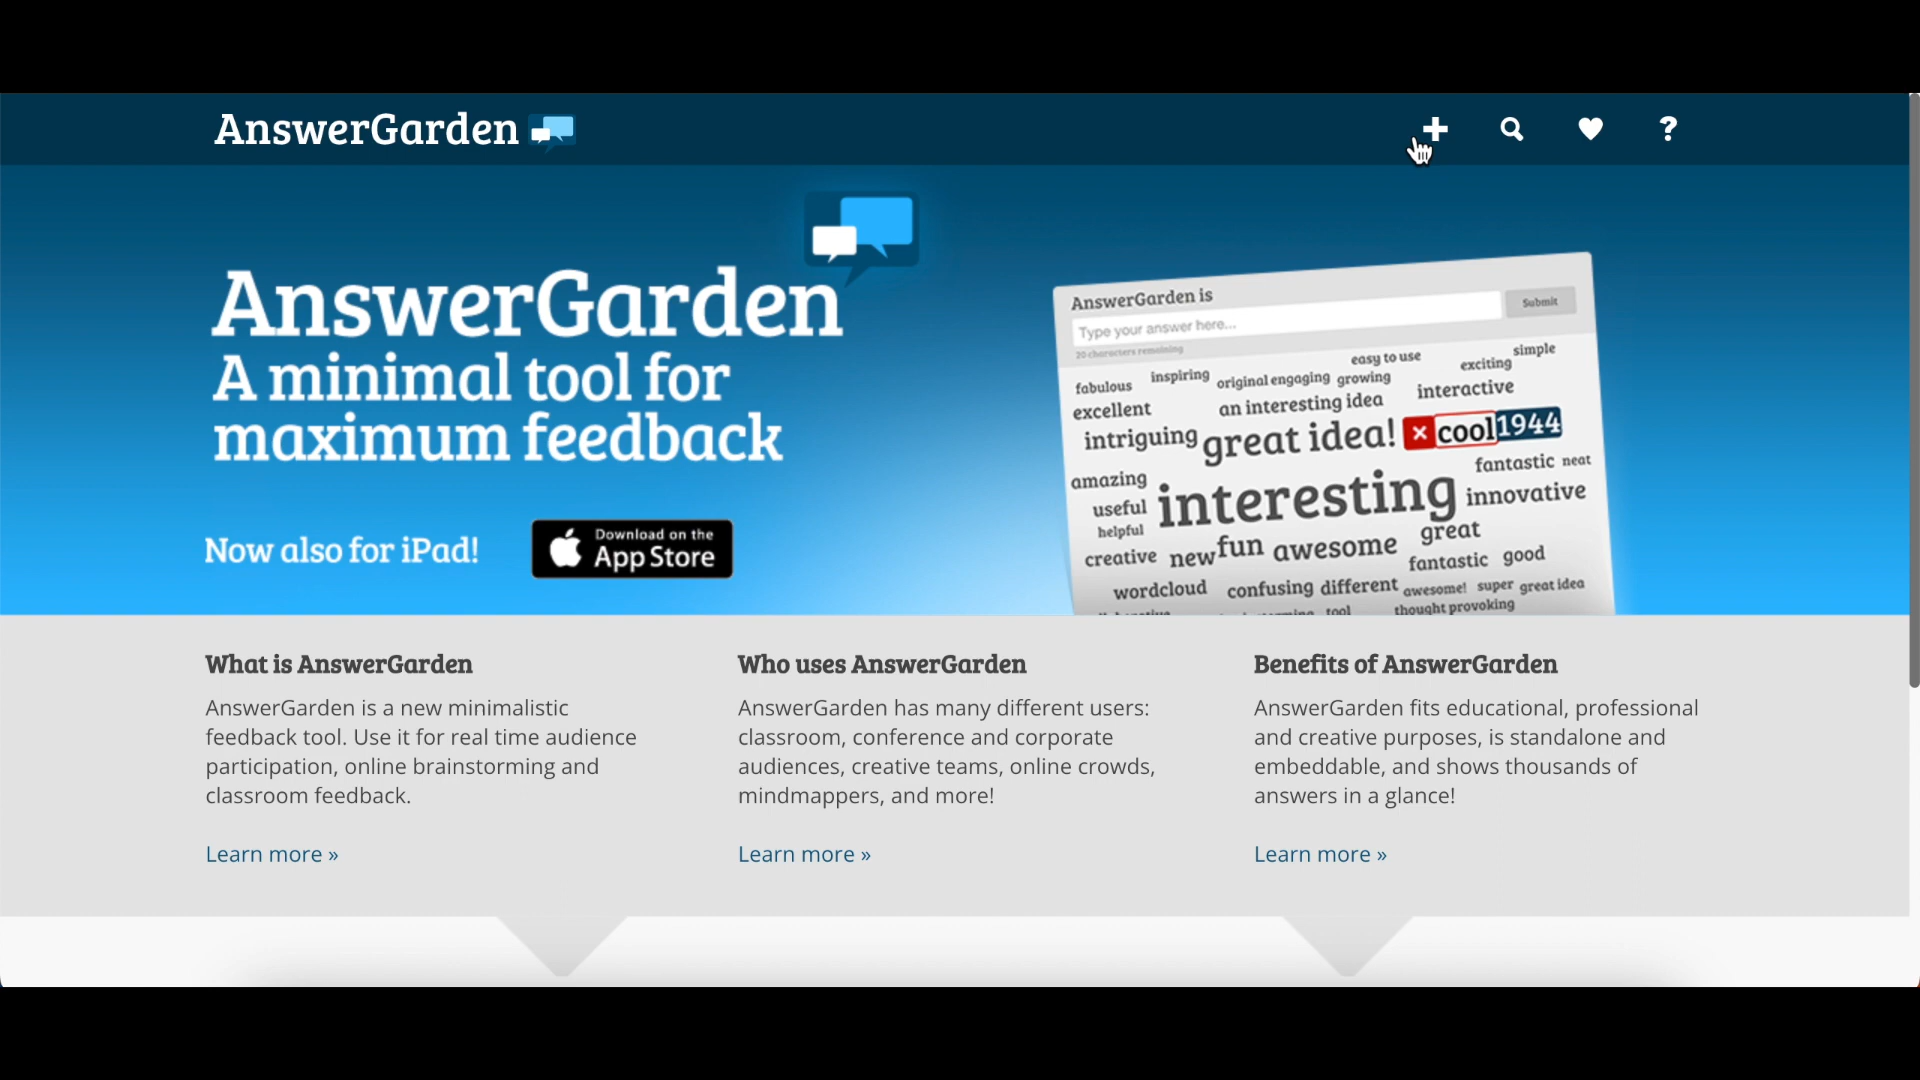 AnswerGarden
?
AnswerGarden
A minimal tool for
maximum feedback
Now also for iPad!
Download on the
App Store
AnswerGarden is
Type your answer here...
Submit
20 characters remaining
easy to use
exciting
simple
fabulous
inspiring
original
engaging
growing
interactive
excellent
an interesting idea
intriguing
great idea!
× cool 1944
amazing
fantastic
neat
useful
interesting
innovative
helpful
great
creative
new
fun
awesome
fantastic
good
wordcloud
confusing
different
awesome!
super
great idea
tool
thought provoking
What is AnswerGarden
AnswerGarden is a new minimalistic
feedback tool. Use it for real time audience
participation, online brainstorming and
classroom feedback.
Learn more »
Who uses AnswerGarden
AnswerGarden has many different users:
classroom, conference and corporate
audiences, creative teams, online crowds,
mindmappers, and more!
Learn more »
Benefits of AnswerGarden
AnswerGarden fits educational, professional
and creative purposes, is standalone and
embeddable, and shows thousands of
answers in a glance!
Learn more »